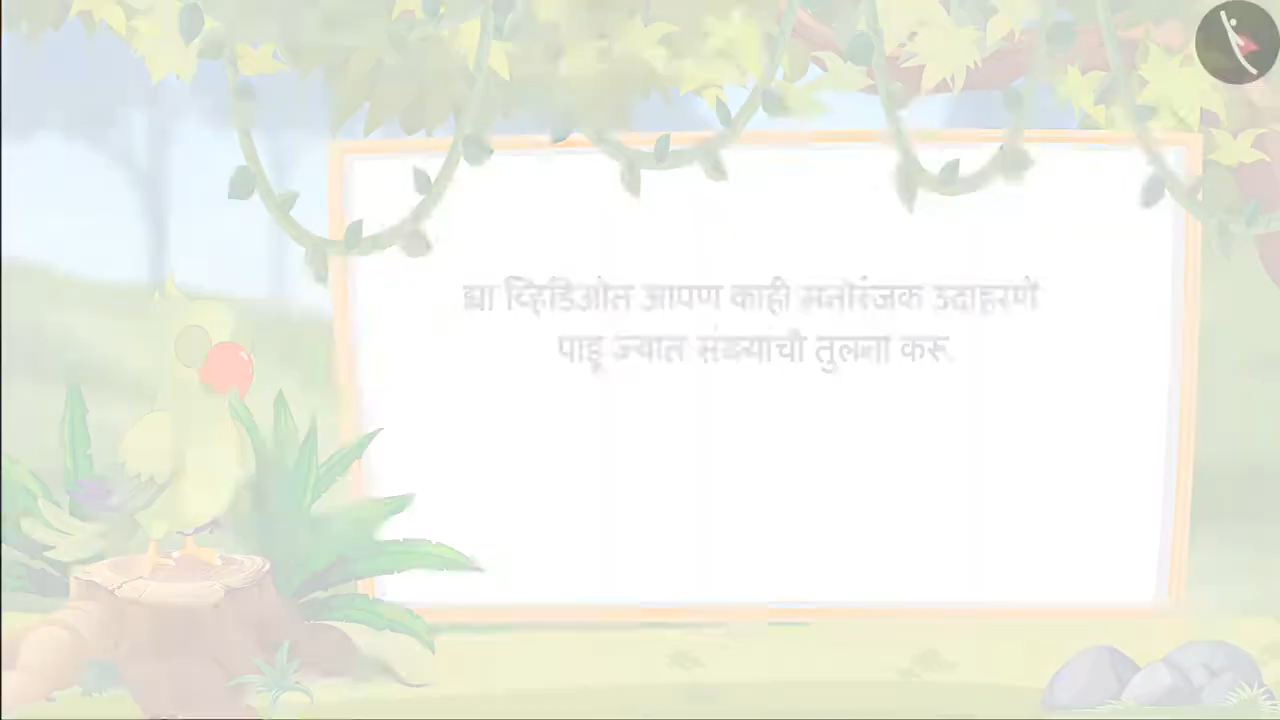 ह्या व्हिडिओत आपण काही मनोरंजक उदाहरणे
पाहू ज्यात संख्यांची तुलना करू.